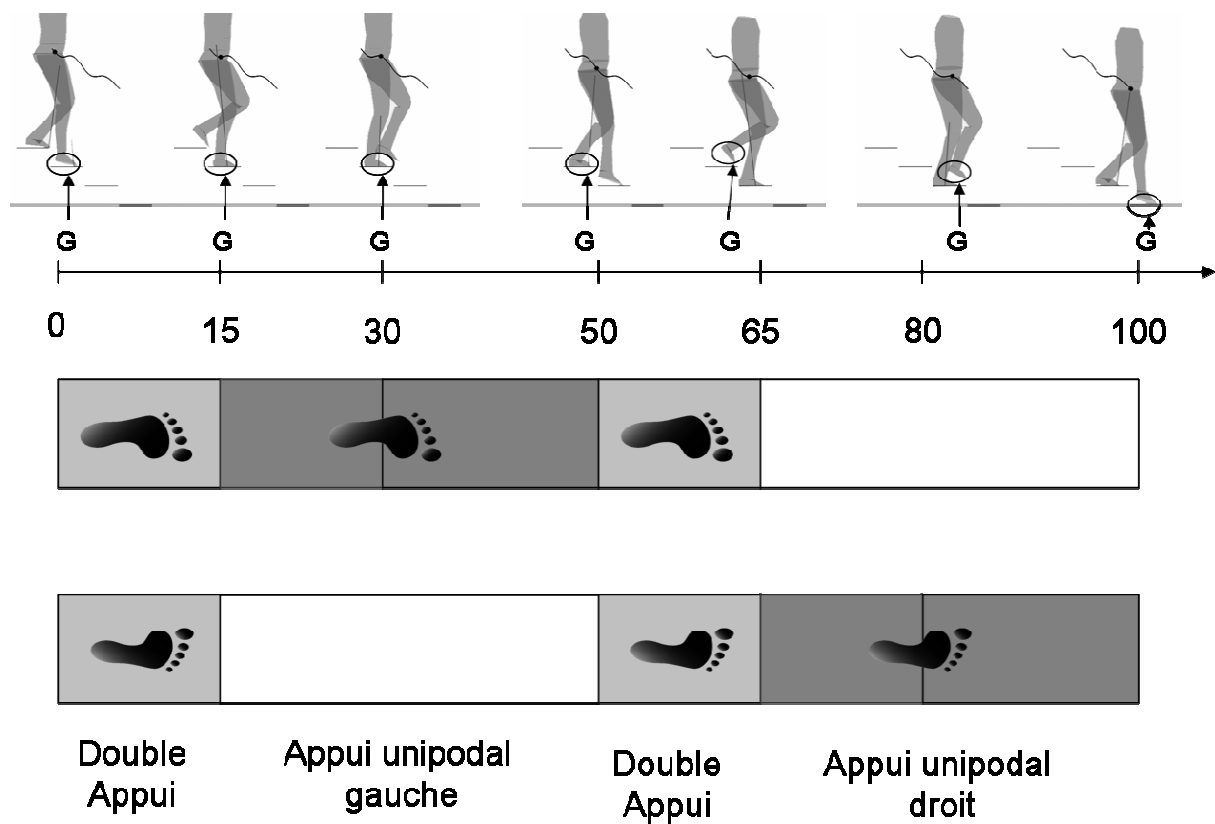 G G G G G G G
0 15 30 50 65 80 100
Double Appui unipodal Double Appui unipodal
Appui gauche Appui droit